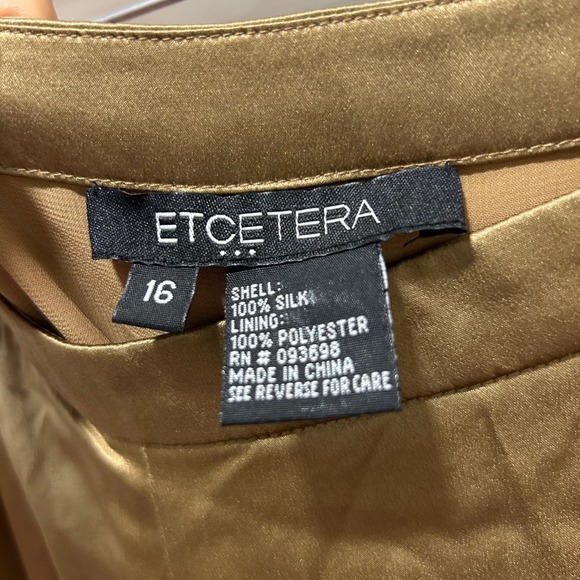 ETCETERA
16
SHELL:
100% SILK
LINING:
100% POLYESTER
RN # 093698
MADE IN CHINA
SEE REVERSE FOR CARE